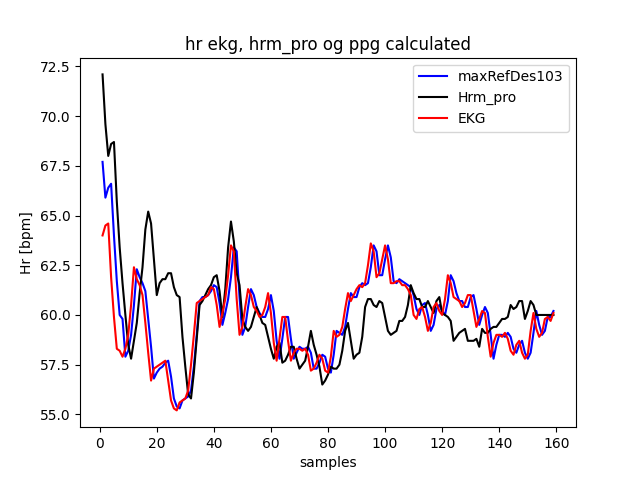 hr ekg, hrm_pro og ppg calculated
maxRefDes103
Hrm_pro
EKG
Hr [bpm]
72.5
70.0
67.5
65.0
62.5
60.0
57.5
55.0
0 20 40 60 80 100 120 140 160
samples